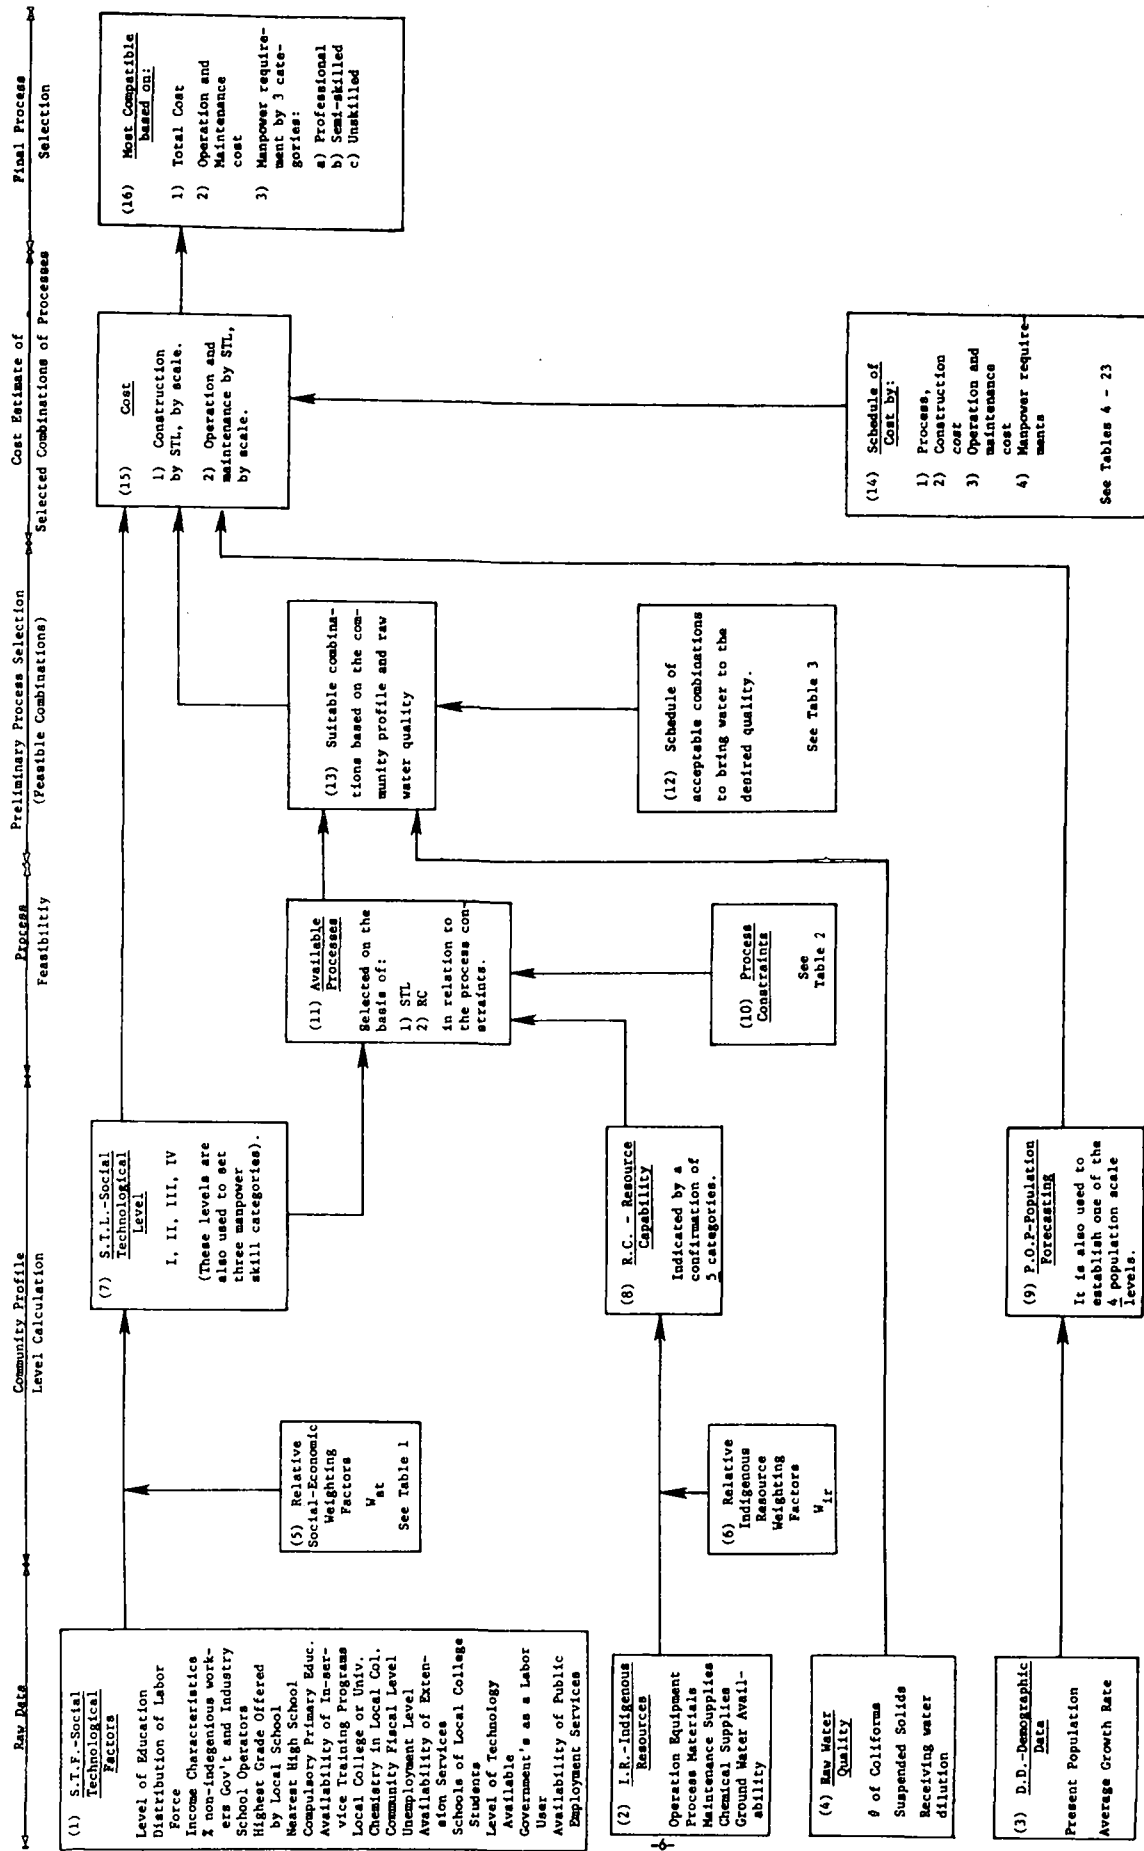 Raw Data
Community Profile
Level Calculation
Process
Feasibiltiy
Preliminary Process Selection
(Feasible Combinations)
Cost Estimate of
Selected Combinations of Processes
Final Process
Selection
(1) S.T.F.-Social
Technological
Factors
Level of Education
Distribution of Labor
Force
Income Characteristics
% non-indegenious work-
ers Gov't and Industry
School Operators
Highest Grade Offered
by Local School
Nearest High School
Compulsory Primary Educ.
Availability of In-ser-
vice Training Programs
Local College or Univ.
Chemistry in Local Col.
Community Fiscal Level
Unemployment Level
Availability of Exten-
sion Services
Schools of Local College
Students
Level of Technology
Available
Government's as a Labor
User
Availability of Public
Employment Services
(2) I.R.-Indigenous
Resources
Operation Equipment
Process Materials
Maintenance Supplies
Chemical Supplies
Ground Water Avail-
ability
-6-
(4) Raw Water
Quality
# of Coliforms
Suspended Solids
Receiving water
dilution
(3) D.D.-Demographic
Data
Present Population
Average Growth Rate
(5) Relative
Social-Economic
Weighting
Factors
Wst
See Table 1
(6) Relative
Indigenous
Resource
Weighting
Factors
Wir
(7) S.T.L.-Social
Technological
Level
I, II, III, IV
(These levels are
also used to set
three manpower
skill categories).
(8) R.C. - Resource
Capability
Indicated by a
confirmation of
5 categories.
(9) P.O.P-Population
Forecasting
It is also used to
establish one of the
4 population scale
levels.
(11) Available
Processes
Selected on the
basis of:
1) STL
2) RC
in relation to
the process con-
straints.
(10) Process
Constraints
See
Table 2
(13) Suitable combina-
tions based on the com-
munity profile and raw
water quality
(12) Schedule of
acceptable combinations
to bring water to the
desired quality.
See Table 3
(15) Cost
1) Construction
by STL, by scale.
2) Operation and
maintenance by STL,
by scale.
(14) Schedule of
Cost by:
1) Process,
2) Construction
cost
3) Operation and
maintenance
cost
4) Manpower require-
ments
See Tables 4 - 23
(16) Most Compatible
based on:
1) Total Cost
2) Operation and
Maintenance
cost
3) Manpower require-
ment by 3 cate-
gories:
a) Professional
b) Semi-skilled
c) Unskilled